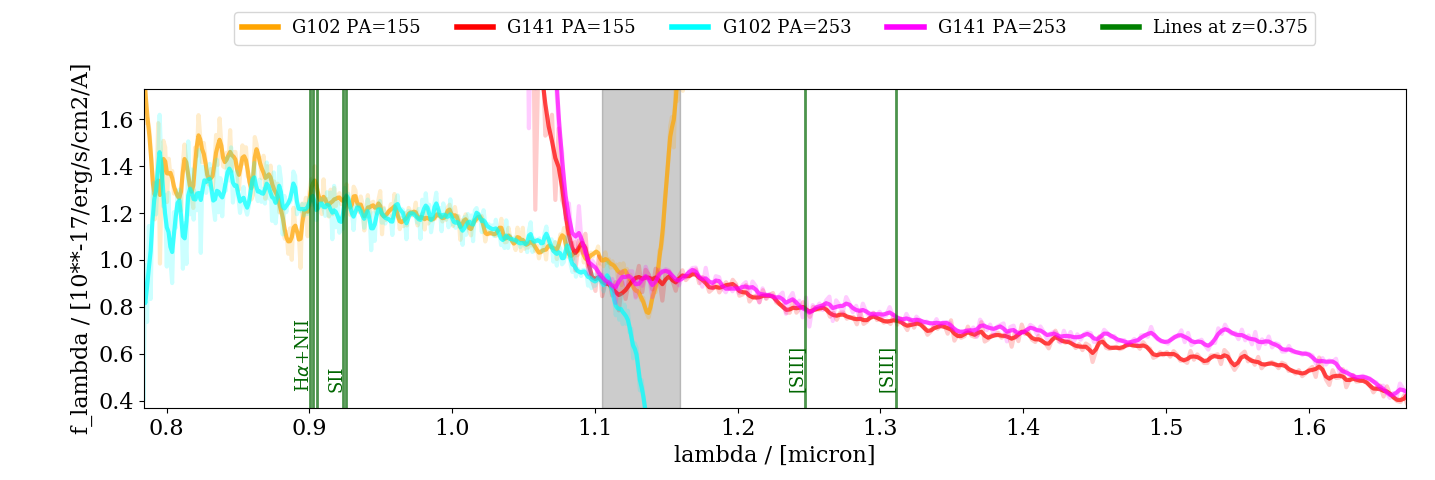 G102 PA=155
G141 PA=155
G102 PA=253
G141 PA=253
Lines at z=0.375
f_lambda / [10**-17/erg/s/cm2/A]
1.6
1.4
1.2
1.0
0.8
0.6
0.4
Hα+NII
SII
[SIII]
[SIII]
0.8
0.9
1.0
1.1
1.2
1.3
1.4
1.5
1.6
lambda / [micron]